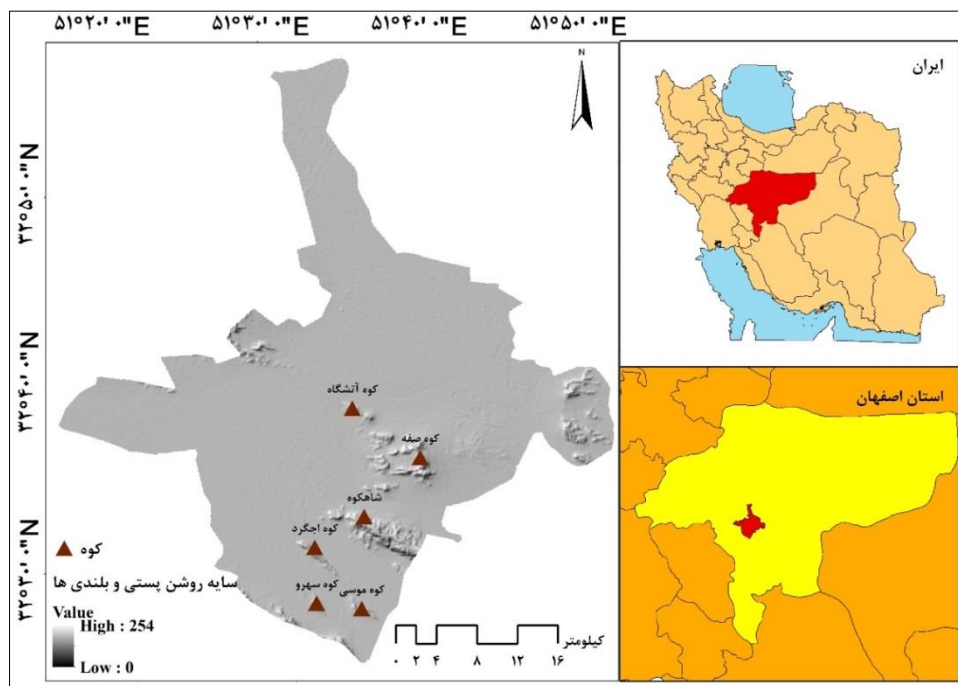 ۵۱°۲۰'۰"E ۵۱°۳۰'۰"E ۵۱°۴۰'۰"E ۵۱°۵۰'۰"E
ایران
N
۳۲°۵۰'۰"N
۳۲°۴۰'۰"N
استان اصفهان
کوه آتشگاه
کوه صفه
شاهکوه
کوه اجگرد
۳۲°۳۰'۰"N
کوه
سایه روشن پستی و بلندی ها
کوه سهرو
کوه موسی
Value
High : 254
Low : 0
کیلومتر
۰ ۲ ۴ ۸ ۱۲ ۱۶